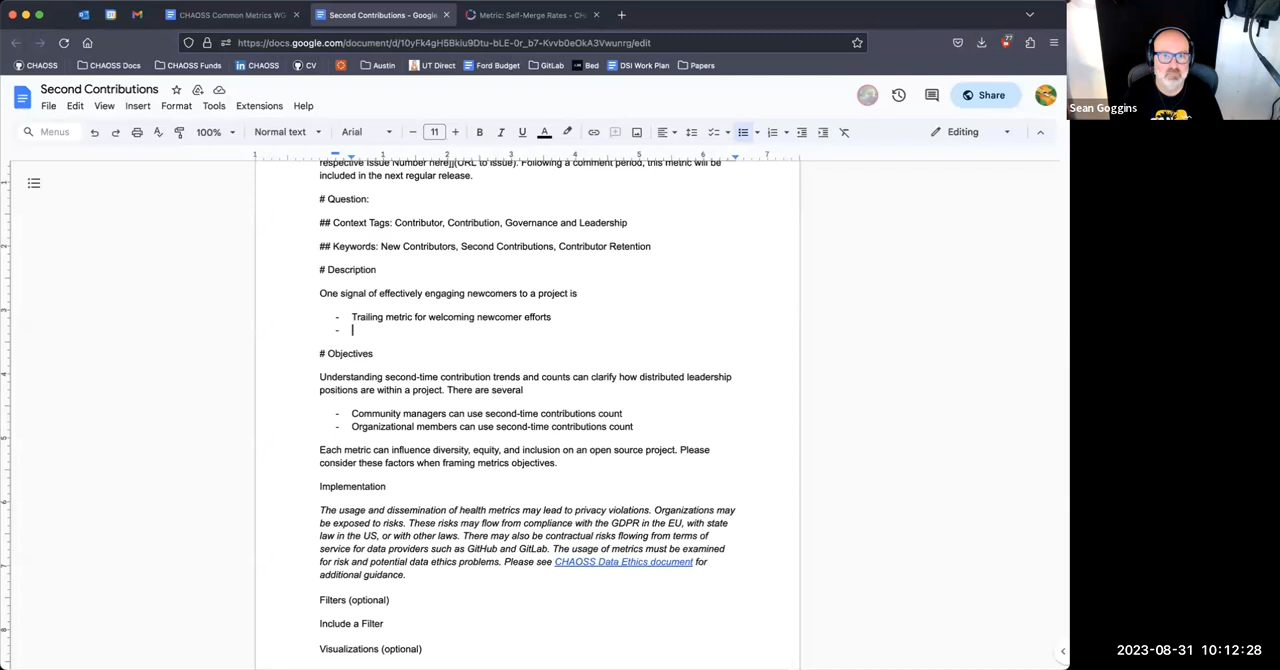 CHAOSS Common Metrics WG
Second Contributions - Google
Metric: Self-Merge Rates - CH
https://docs.google.com/document/d/10yFk4gH5Bkiu9Dtu-bLE-0r_b7-Kvvb0eOkA3Vwunrg/edit
77
CHAOSS
CHAOSS Docs
CHAOSS Funds
CHAOSS
CV
Austin
UT Direct
Ford Budget
GitLab
Bed
DSI Work Plan
Papers
Second Contributions
File Edit View Insert Format Tools Extensions Help
Share
Menus
100%
Normal text
Arial
11
Editing
respective Issue Number here]](URL to issue). Following a comment period, this metric will be
included in the next regular release.
# Question:
## Context Tags: Contributor, Contribution, Governance and Leadership
## Keywords: New Contributors, Second Contributions, Contributor Retention
# Description
One signal of effectively engaging newcomers to a project is
- Trailing metric for welcoming newcomer efforts
-
# Objectives
Understanding second-time contribution trends and counts can clarify how distributed leadership
positions are within a project. There are several
- Community managers can use second-time contributions count
- Organizational members can use second-time contributions count
Each metric can influence diversity, equity, and inclusion on an open source project. Please
consider these factors when framing metrics objectives.
Implementation
The usage and dissemination of health metrics may lead to privacy violations. Organizations may
be exposed to risks. These risks may flow from compliance with the GDPR in the EU, with state
law in the US, or with other laws. There may also be contractual risks flowing from terms of
service for data providers such as GitHub and GitLab. The usage of metrics must be examined
for risk and potential data ethics problems. Please see CHAOSS Data Ethics document for
additional guidance.
Filters (optional)
Include a Filter
Visualizations (optional)
Sean Goggins
2023-08-31 10:12:28